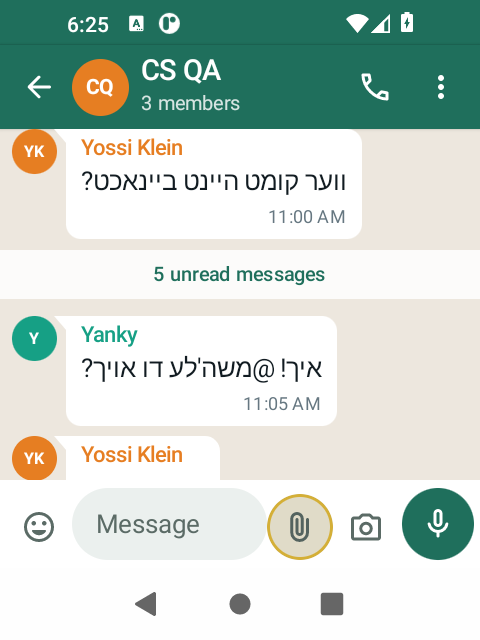 6:25
A
CQ
CS QA
3 members
YK
Yossi Klein
ווער קומט היינט ביינאכט?
11:00 AM
5 unread messages
Y
Yanky
איך! @משה'לע דו אויך?
11:05 AM
YK
Yossi Klein
Message